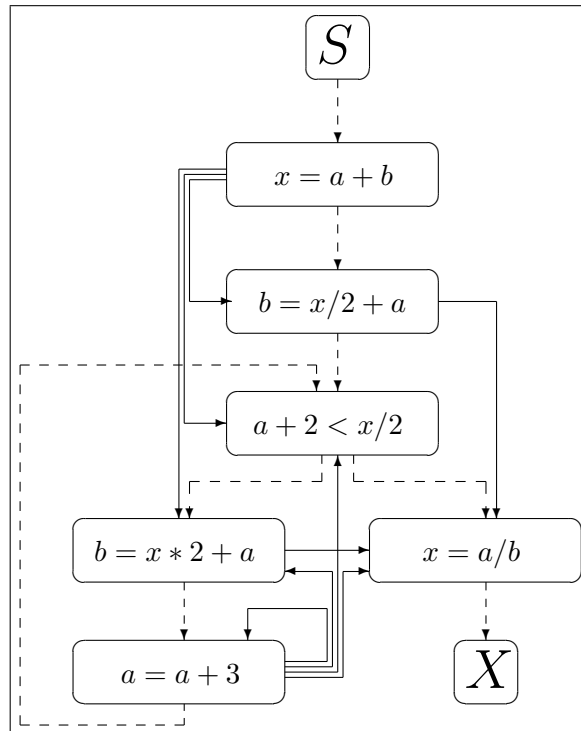 S
x = a + b
b = x/2 + a
a + 2 < x/2
b = x ∗ 2 + a
x = a/b
a = a + 3
X